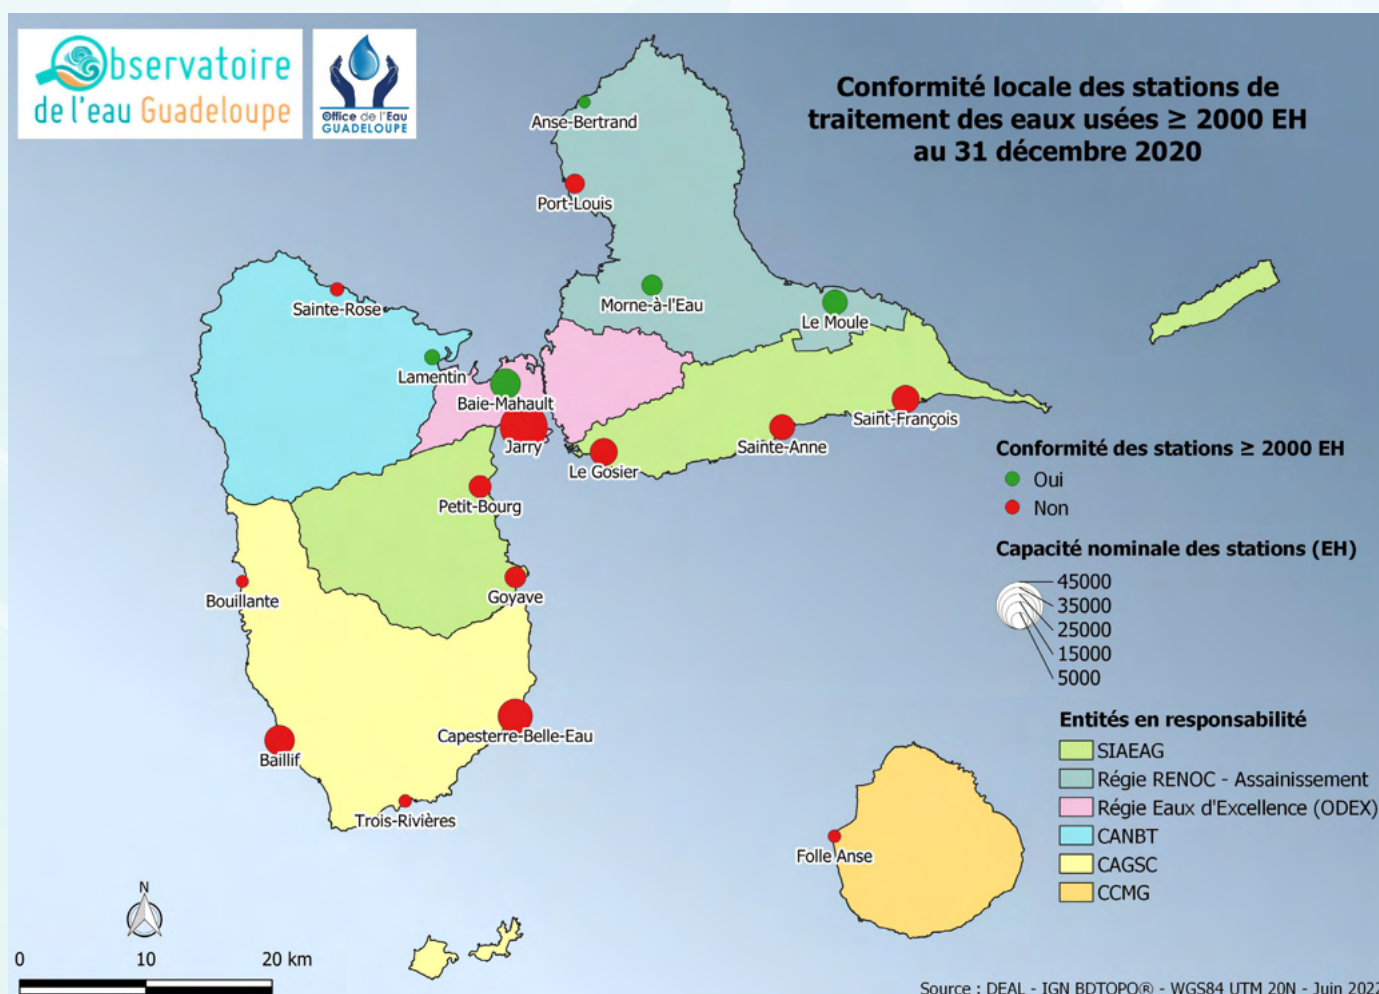 Observatoire
de l'eau Guadeloupe
Office de l'Eau
GUADELOUPE
Conformité locale des stations de
traitement des eaux usées ≥ 2000 EH
au 31 décembre 2020
Anse-Bertrand
Port-Louis
Morne-à-l'Eau
Le Moule
Sainte-Rose
Lamentin
Baie-Mahault
Jarry
Le Gosier
Sainte-Anne
Saint-François
Petit-Bourg
Goyave
Bouillante
Capesterre-Belle-Eau
Baillif
Trois-Rivières
Folle Anse
Conformité des stations ≥ 2000 EH
Oui
Non
Capacité nominale des stations (EH)
45000
35000
25000
15000
5000
Entités en responsabilité
SIAEAG
Régie RENOC - Assainissement
Régie Eaux d'Excellence (ODEX)
CANBT
CAGSC
CCMG
N
0 10 20 km
Source : DEAL - IGN BDTOPO® - WGS84 UTM 20N - Juin 2022